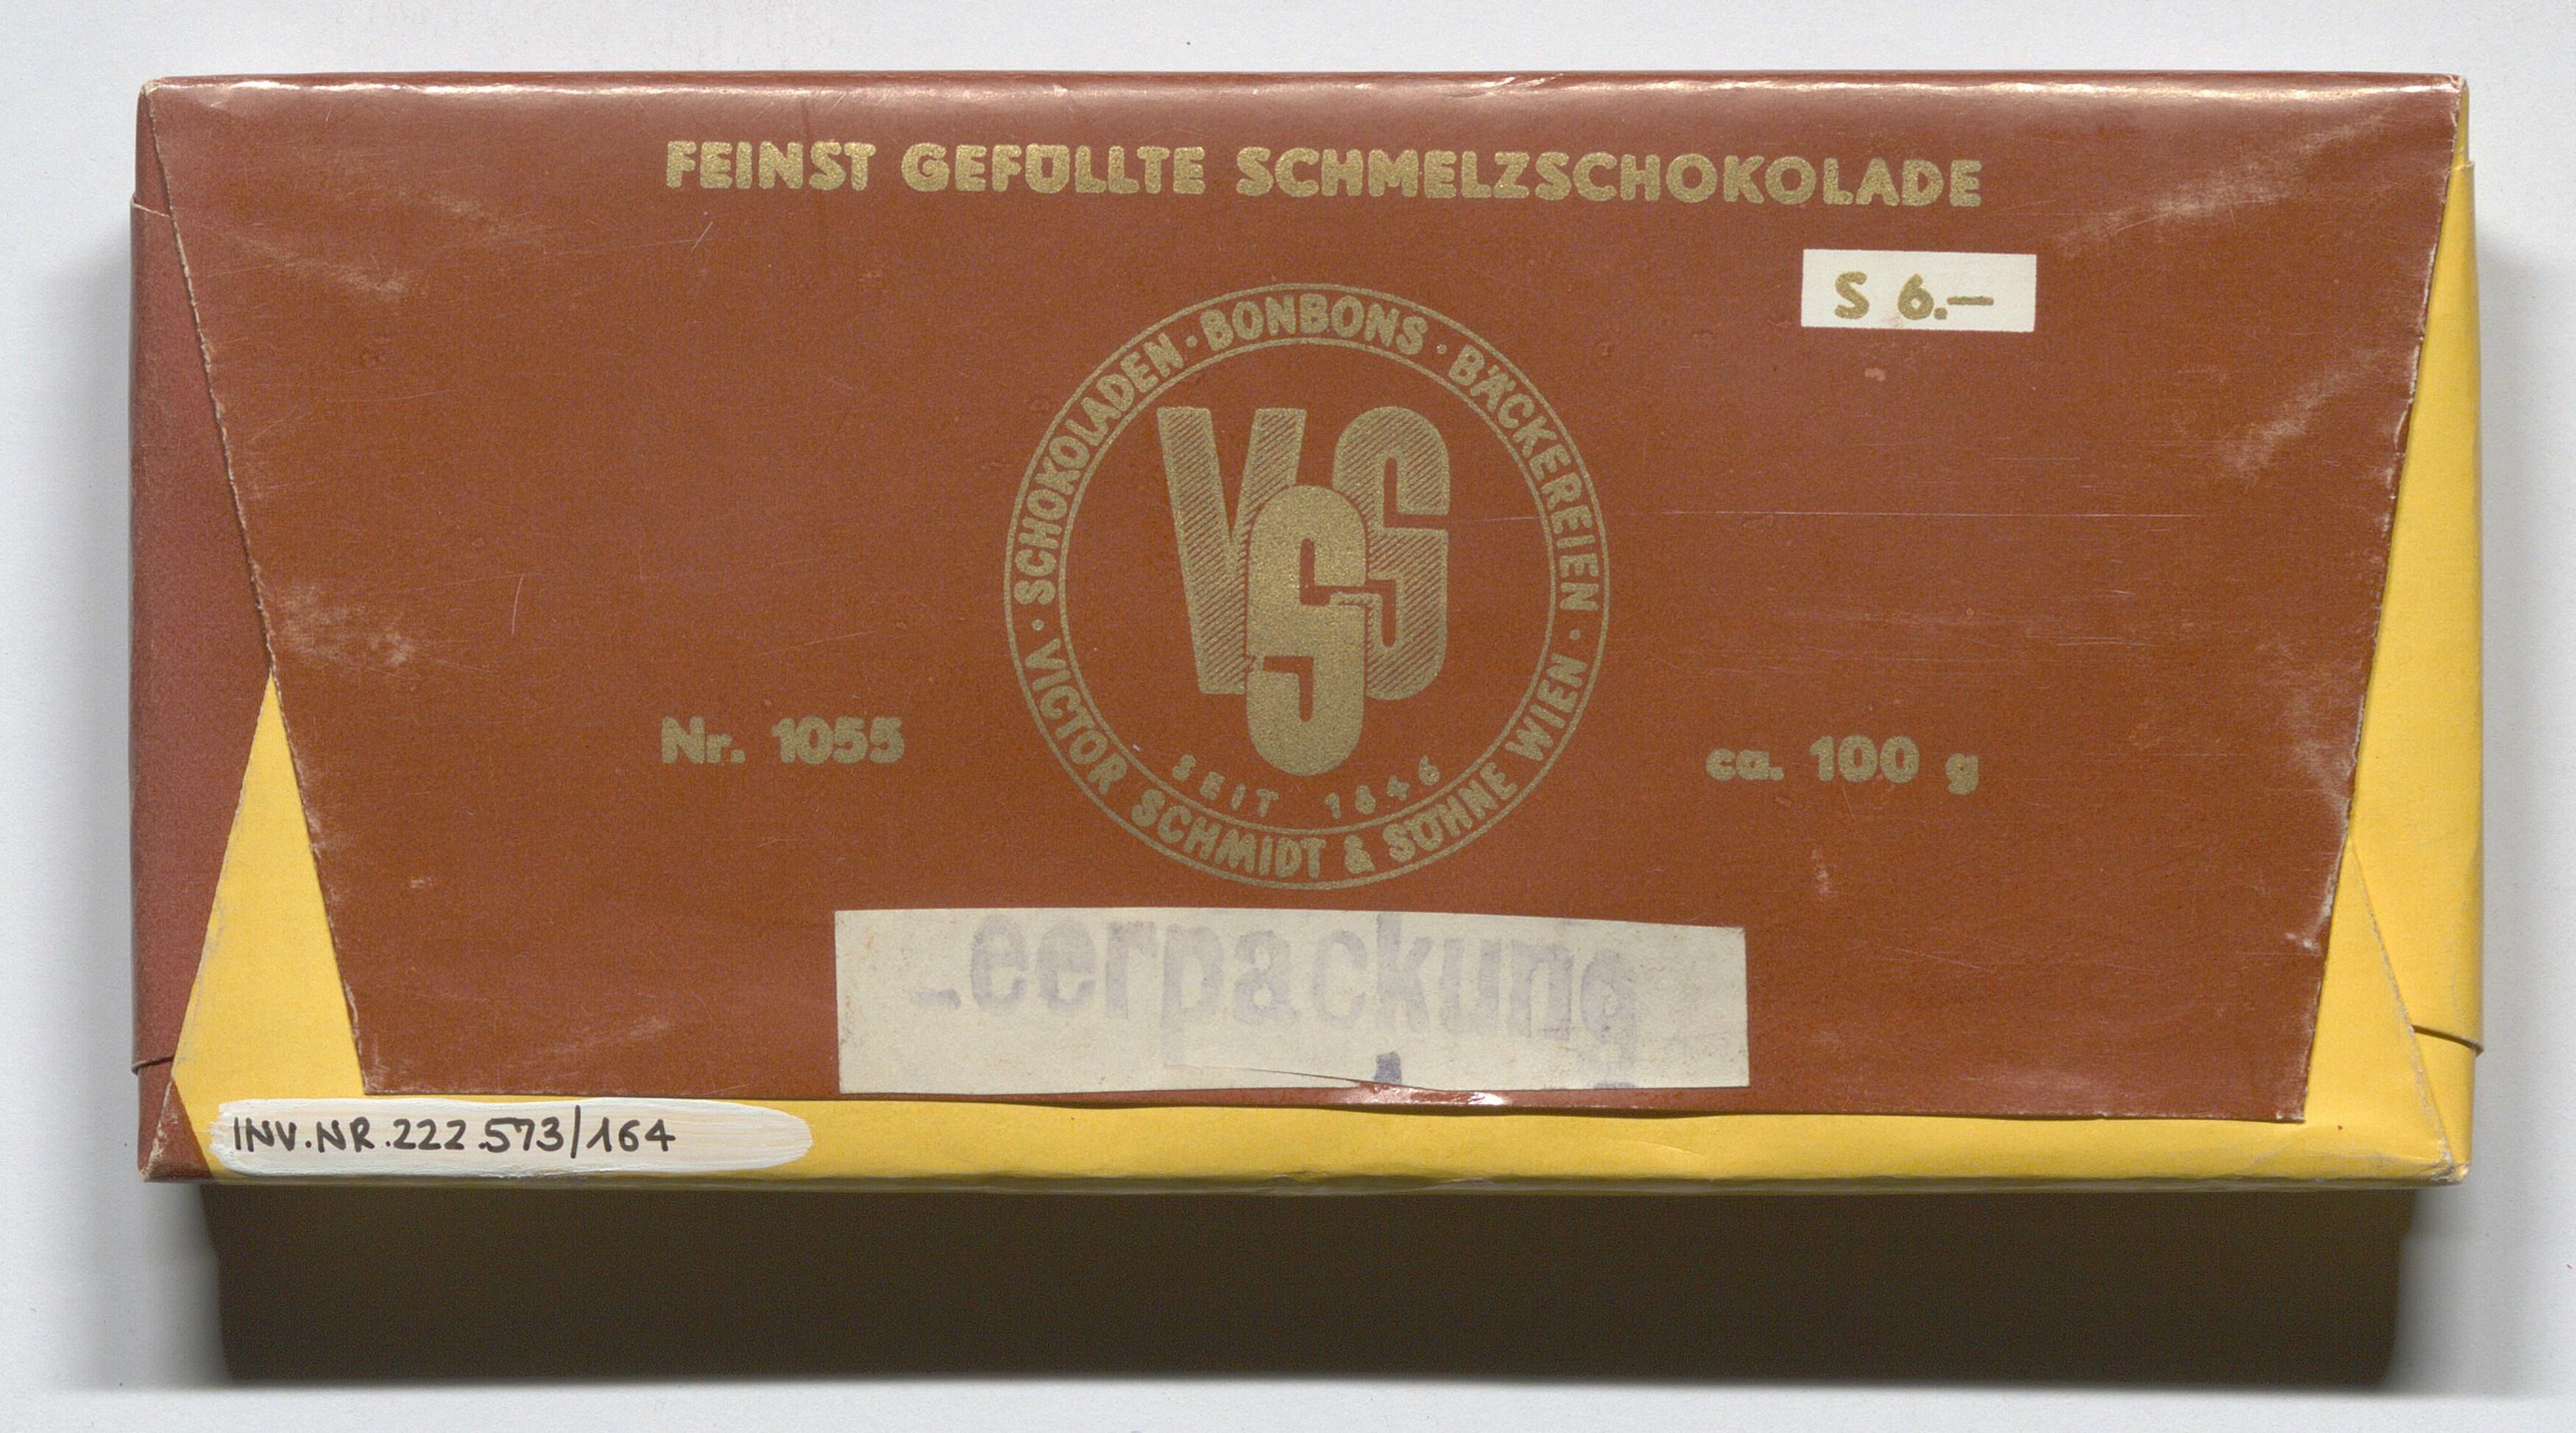 FEINST GEFÜLLTE SCHMELZSCHOKOLADE
S 6.—
· SCHOKOLADEN · BONBONS · BÄCKEREIEN ·
VSS
SEIT 1846
VICTOR SCHMIDT & SÖHNE WIEN
Nr. 1055
ca. 100 g
eerpackung
INV.NR.222.573/164